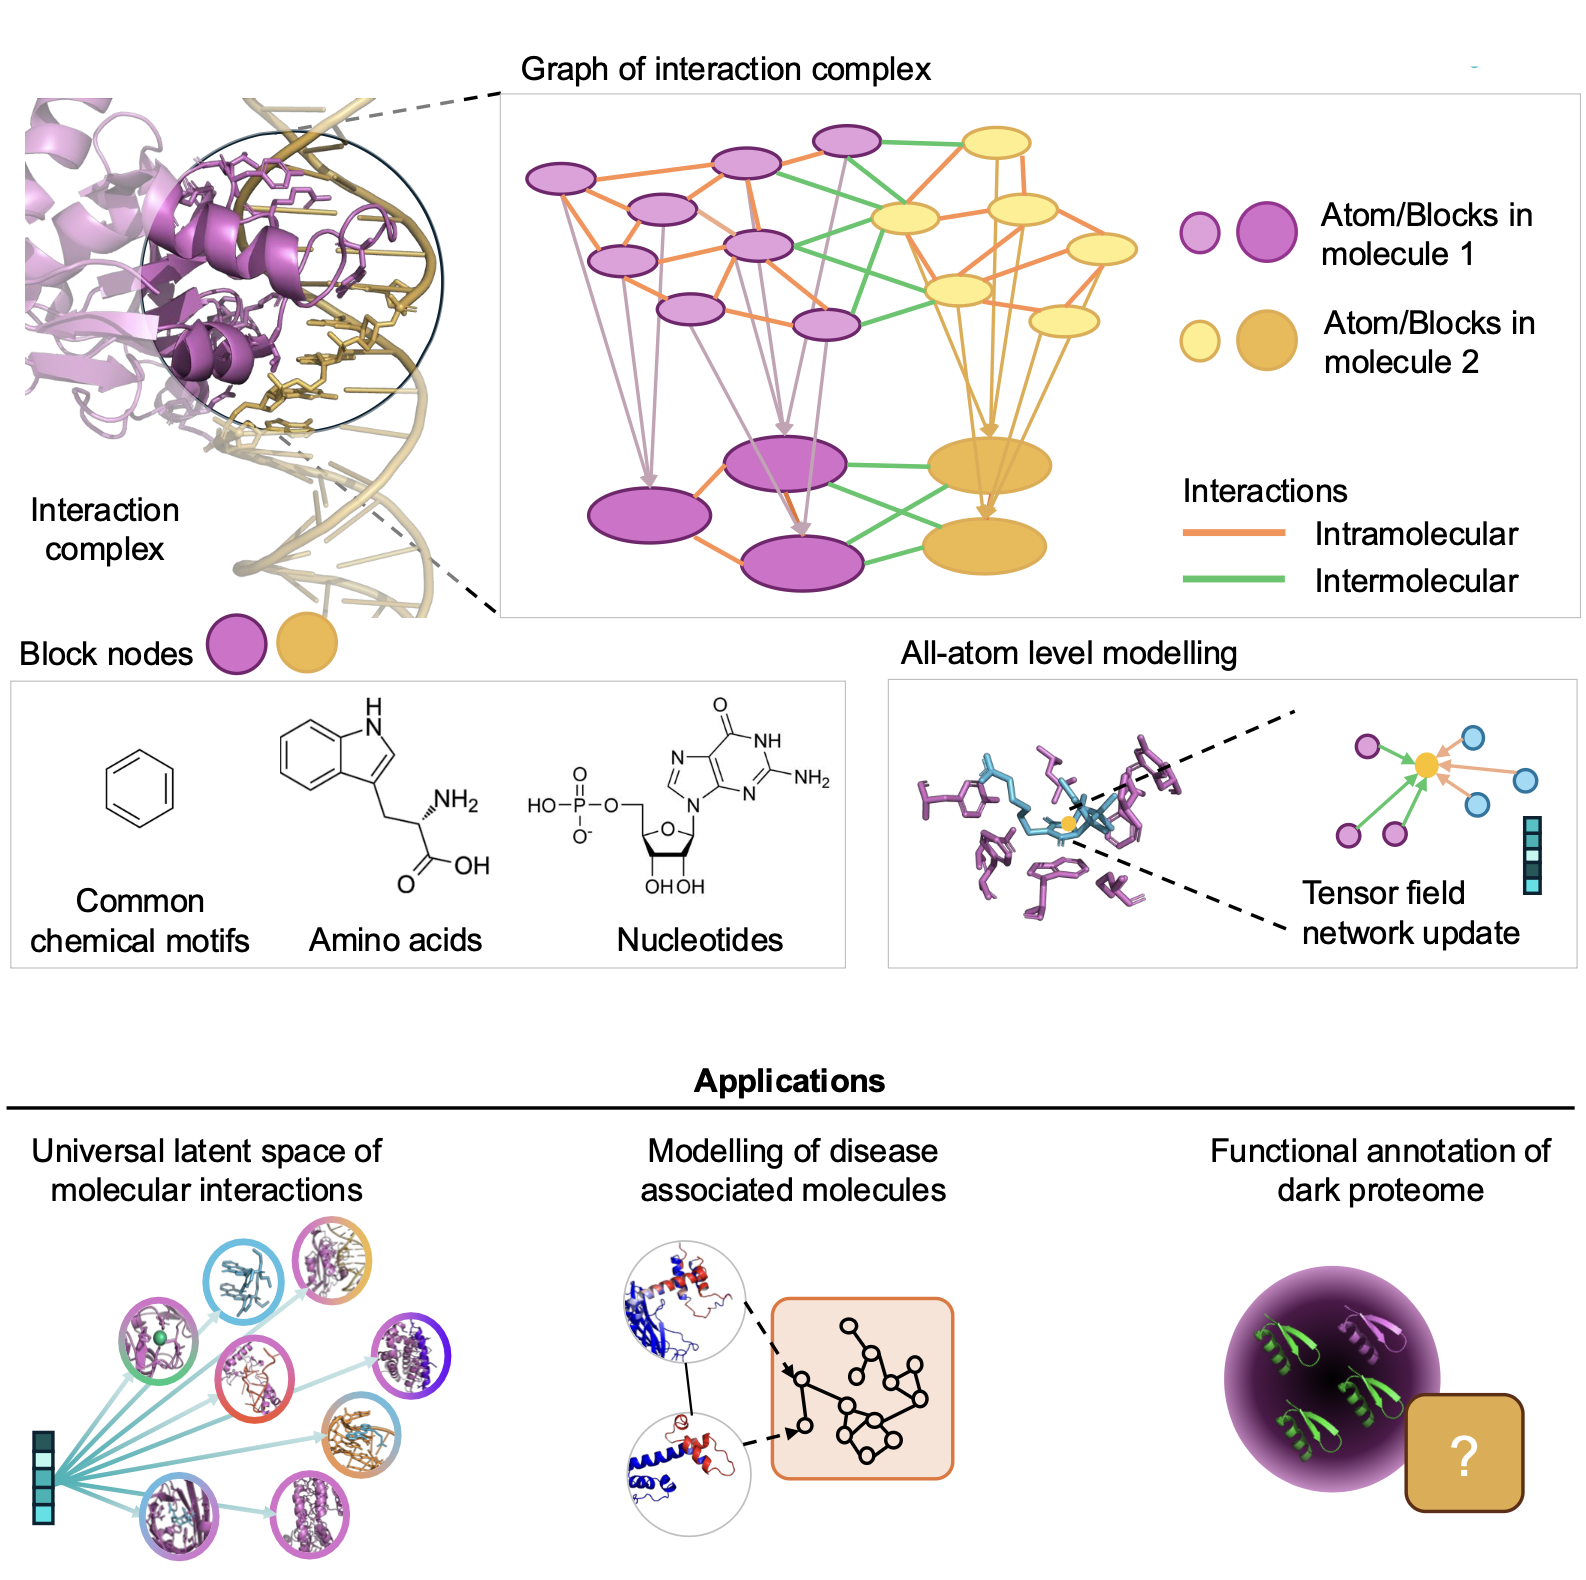 Graph of interaction complex
Atom/Blocks in
molecule 1
Atom/Blocks in
molecule 2
Interactions
Intramolecular
Intermolecular
Interaction
complex
Block nodes
Common
chemical motifs
H
N
NH₂
OH
O
Amino acids
O
NH
N
NH₂
N
N
O
HO
P
O
O⁻
O
OH
OH
Nucleotides
All-atom level modelling
Tensor field
network update
Applications
Universal latent space of
molecular interactions
Modelling of disease
associated molecules
Functional annotation of
dark proteome
?